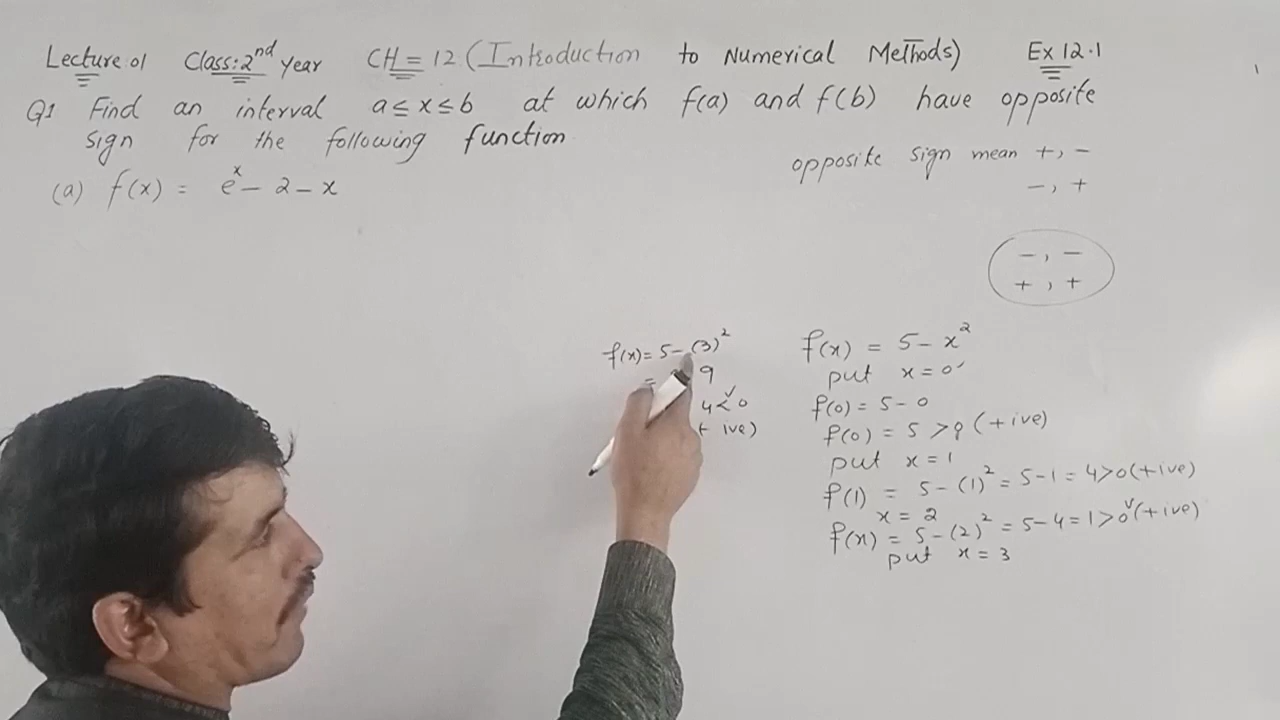 Lecture 01 Class: 2nd year CH = 12 (Introduction to Numerical Methods) Ex 12.1
Q1 Find an interval a ≤ x ≤ b at which f(a) and f(b) have opposite
sign for the following function
opposite sign mean +, -
-, +
(a) f(x) = e^x - 2 - x
-, -
+, +
f(x) = 5 - (3)²
= 9
4 < 0
ive)
f(x) = 5 - x²
put x = 0
f(0) = 5 - 0
f(0) = 5 > 0 (+ive)
put x = 1
f(1) = 5 - (1)² = 5 - 1 = 4 > 0 (+ive)
x = 2
f(x) = 5 - (2)² = 5 - 4 = 1 > 0 (+ive)
put x = 3